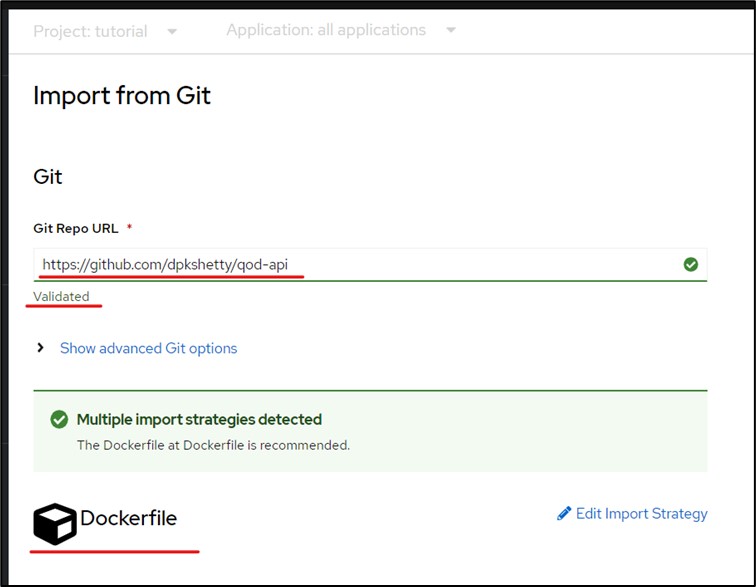 Project: tutorial Application: all applications
Import from Git
Git
Git Repo URL *
https://github.com/dpkshetty/qod-api
Validated
Show advanced Git options
Multiple import strategies detected
The Dockerfile at Dockerfile is recommended.
Dockerfile Edit Import Strategy